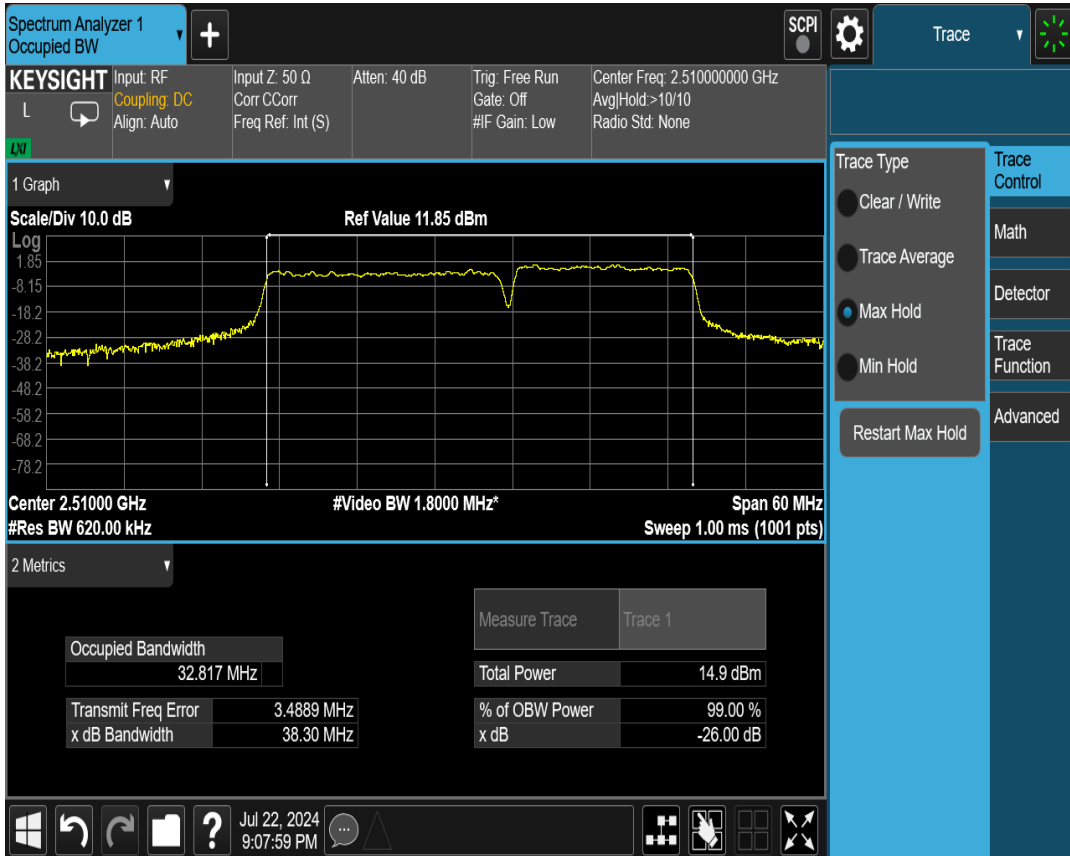 Spectrum Analyzer 1
Occupied BW
+
SCPI
Trace
KEYSIGHT
L
LXI
Input: RF
Coupling: DC
Align: Auto
Input Z: 50 Ω
Corr CCorr
Freq Ref: Int (S)
Atten: 40 dB
Trig: Free Run
Gate: Off
#IF Gain: Low
Center Freq: 2.510000000 GHz
Avg|Hold:>10/10
Radio Std: None
1 Graph
Scale/Div 10.0 dB
Ref Value 11.85 dBm
Log
1.85
-8.15
-18.2
-28.2
-38.2
-48.2
-58.2
-68.2
-78.2
Center 2.51000 GHz
#Video BW 1.8000 MHz*
Span 60 MHz
#Res BW 620.00 kHz
Sweep 1.00 ms (1001 pts)
2 Metrics
Measure Trace
Trace 1
Occupied Bandwidth
32.817 MHz
Total Power
14.9 dBm
Transmit Freq Error
3.4889 MHz
% of OBW Power
99.00 %
x dB Bandwidth
38.30 MHz
x dB
-26.00 dB
Trace Type
Clear / Write
Trace Average
Max Hold
Min Hold
Restart Max Hold
Trace
Control
Math
Detector
Trace
Function
Advanced
?
Jul 22, 2024
9:07:59 PM